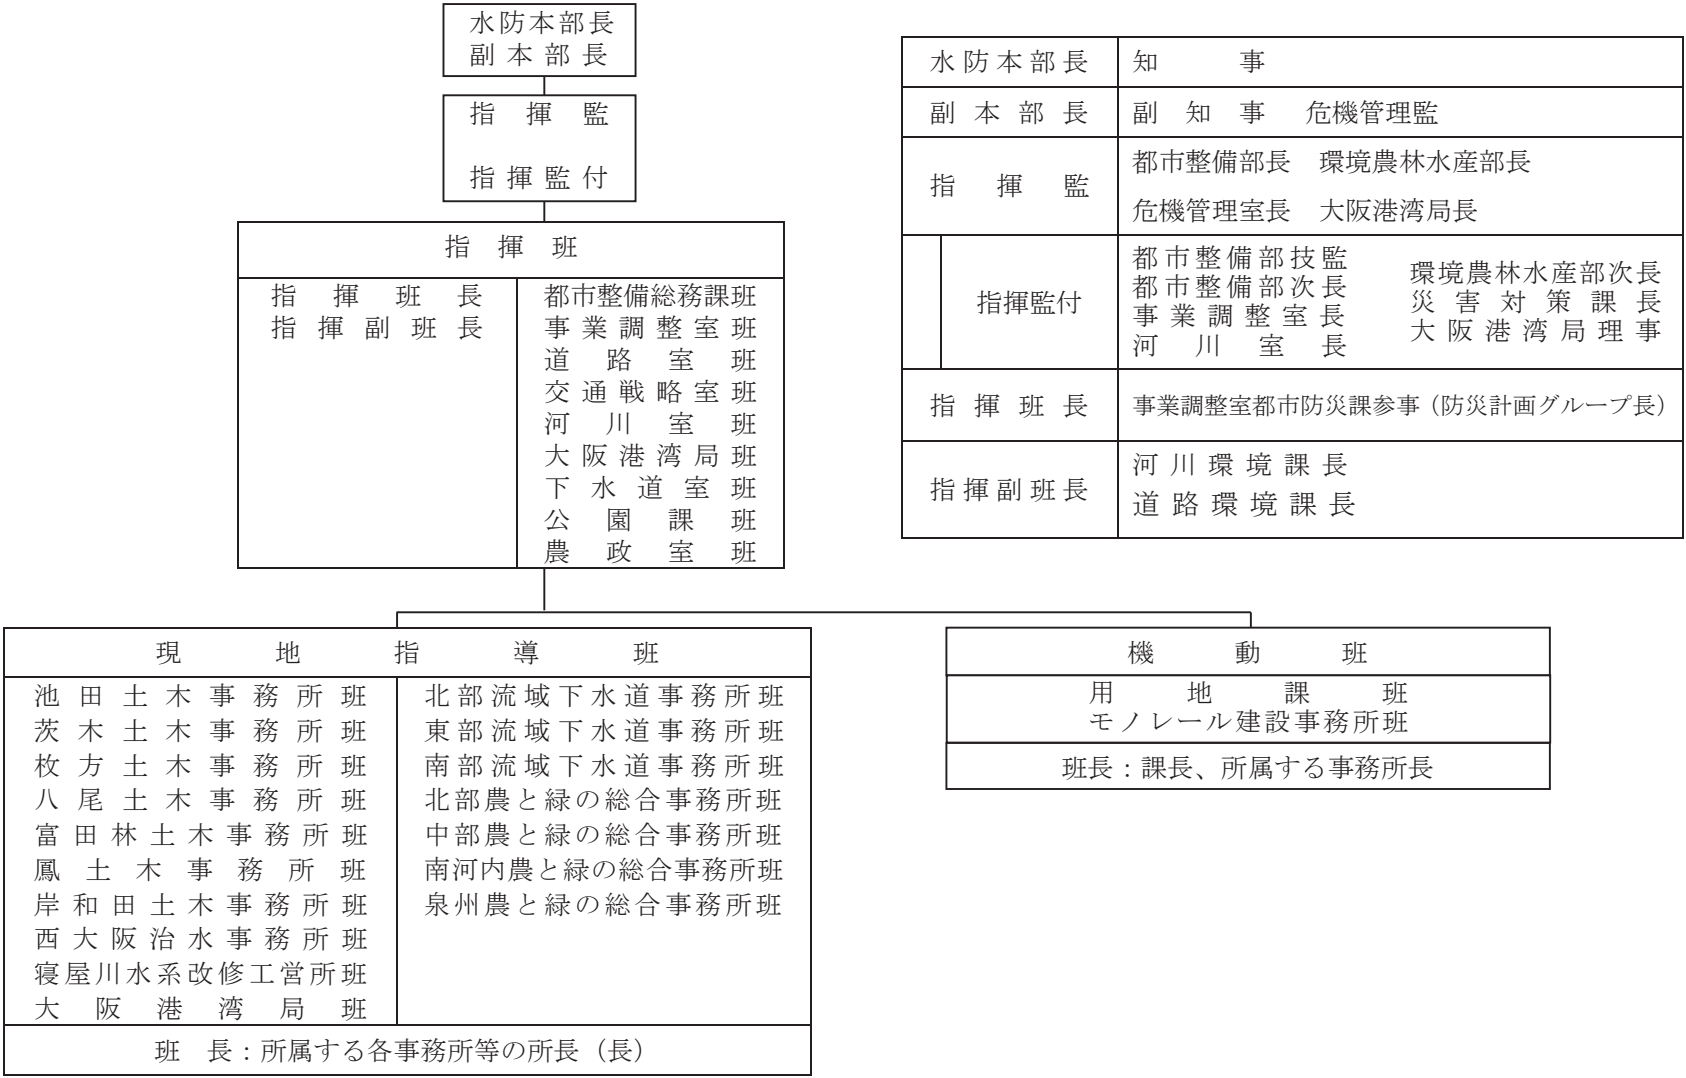 水防本部長
副本部長
指揮監
指揮監付
指揮班
指揮班長
指揮副班長
都市整備総務課班
事業調整室班
道路室班
交通戦略室班
河川室班
大阪港湾局班
下水道室班
公園課班
農政室班
水防本部長 知事
副本部長 副知事 危機管理監
指揮監
都市整備部長 環境農林水産部長
危機管理室長 大阪港湾局長
指揮監付
都市整備部技監
都市整備部次長
事業調整室長
河川室長
環境農林水産部次長
災害対策課長
大阪港湾局理事
指揮班長 事業調整室都市防災課参事（防災計画グループ長）
指揮副班長
河川環境課長
道路環境課長
現地指導班
池田土木事務所班
茨木土木事務所班
枚方土木事務所班
八尾土木事務所班
富田林土木事務所班
鳳土木事務所班
岸和田土木事務所班
西大阪治水事務所班
寝屋川水系改修工営所班
大阪港湾局班
北部流域下水道事務所班
東部流域下水道事務所班
南部流域下水道事務所班
北部農と緑の総合事務所班
中部農と緑の総合事務所班
南河内農と緑の総合事務所班
泉州農と緑の総合事務所班
班 長：所属する各事務所等の所長（長）
機動班
用地課班
モノレール建設事務所班
班長：課長、所属する事務所長